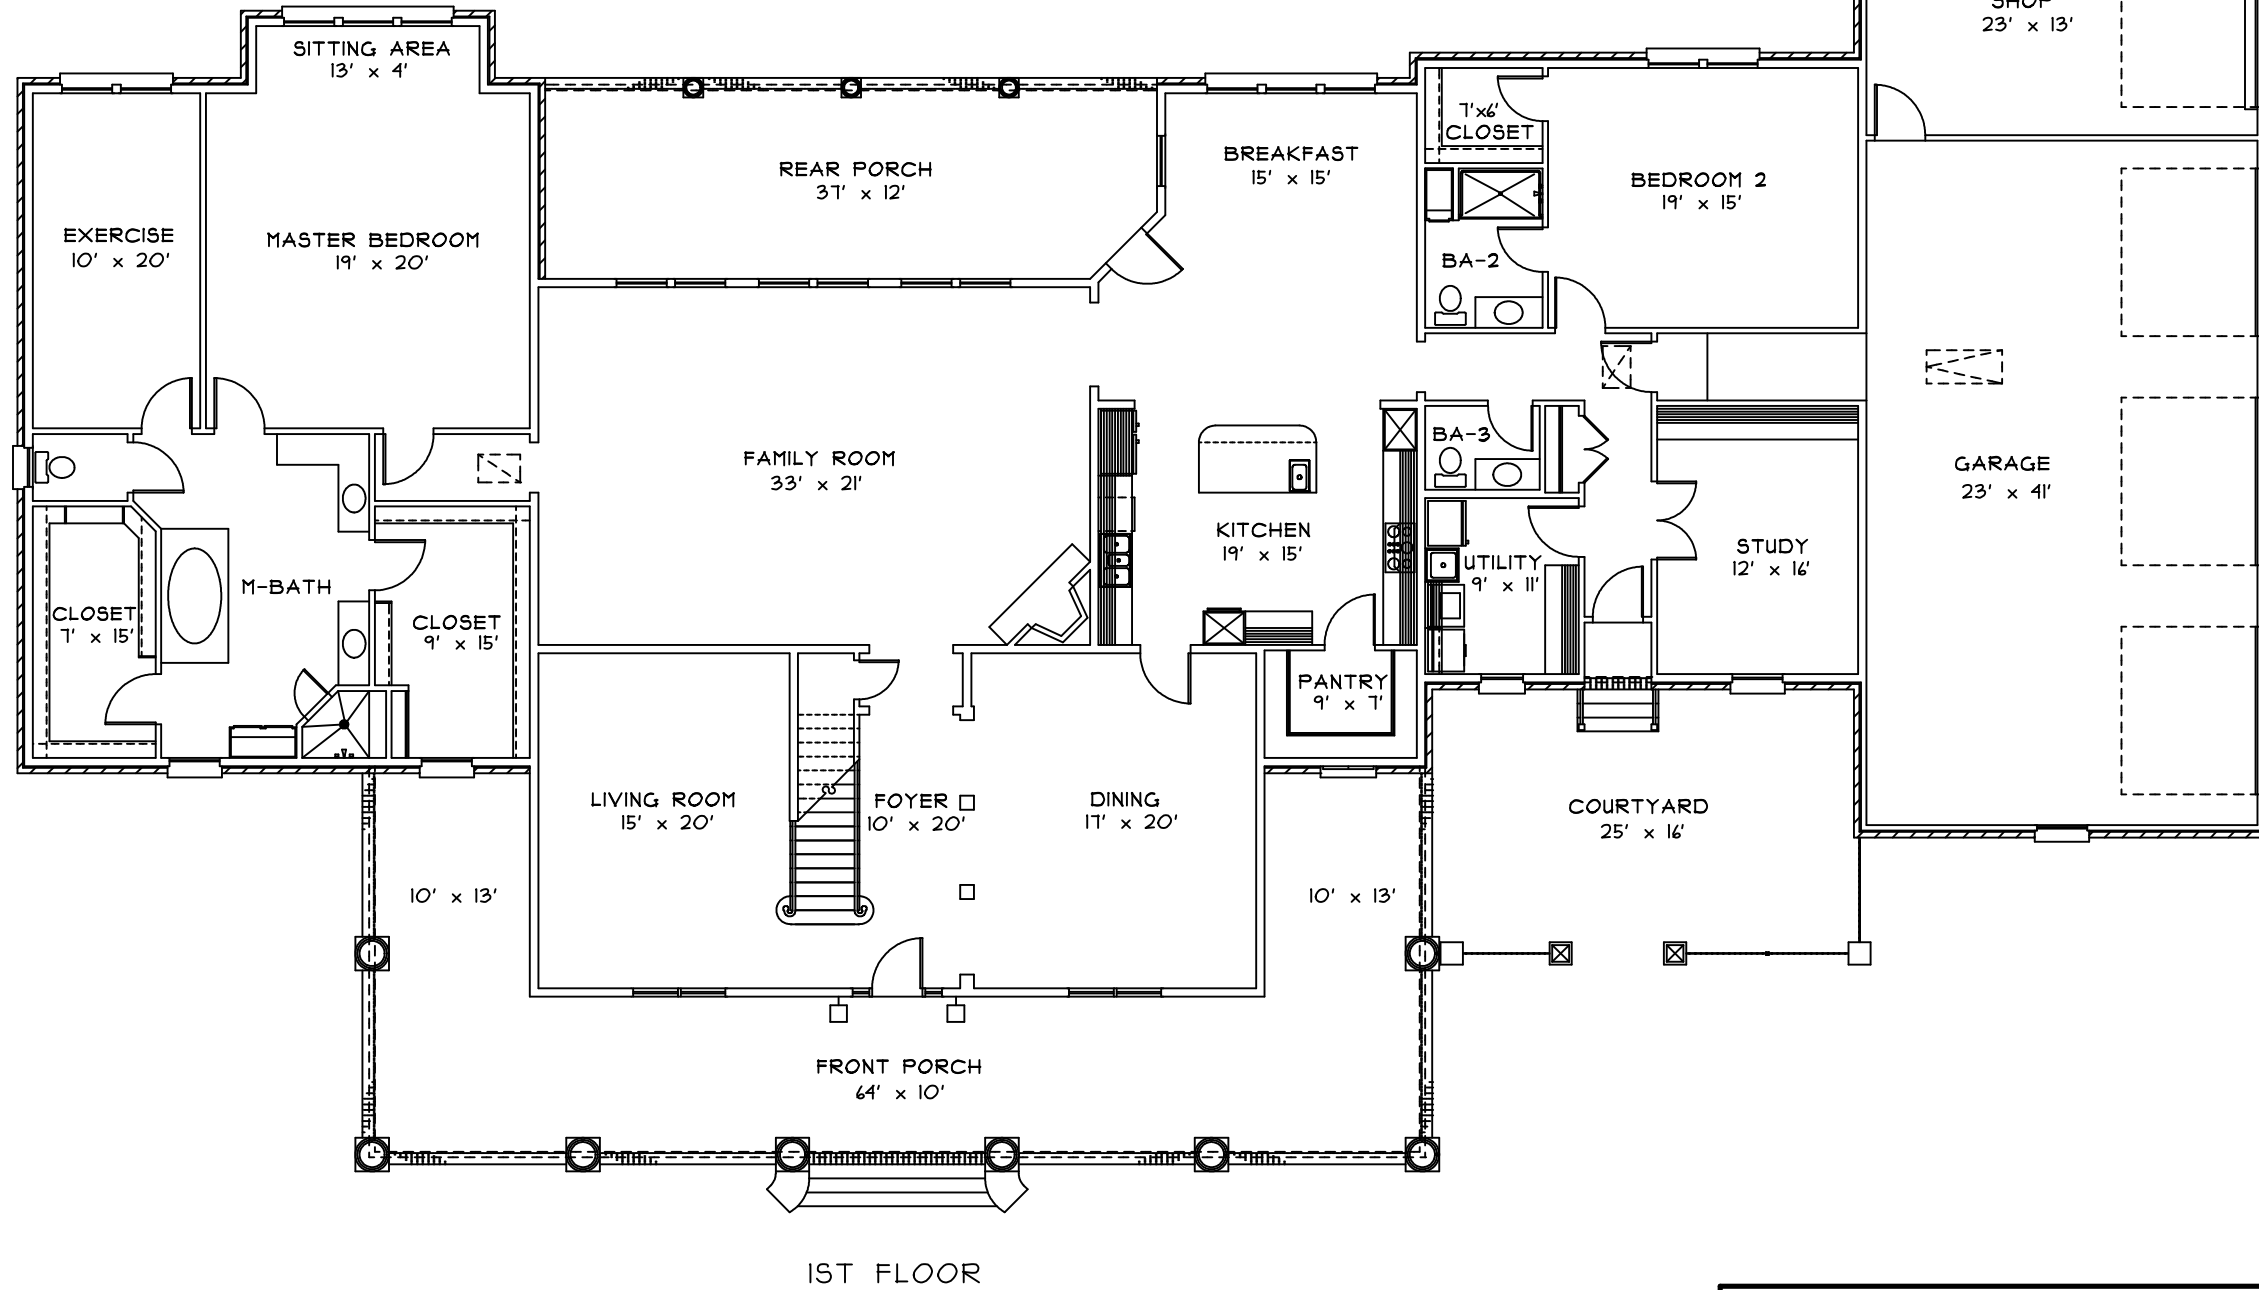 SHOP
23' x 13'
SITTING AREA
13' x 4'
7'x6'
CLOSET
BREAKFAST
15' x 15'
REAR PORCH
37' x 12'
BEDROOM 2
19' x 15'
EXERCISE
10' x 20'
MASTER BEDROOM
19' x 20'
BA-2
BA-3
FAMILY ROOM
33' x 21'
GARAGE
23' x 41'
KITCHEN
19' x 15'
STUDY
12' x 16'
UTILITY
9' x 11'
M-BATH
CLOSET
7' x 15'
CLOSET
9' x 15'
PANTRY
9' x 7'
LIVING ROOM
15' x 20'
FOYER
10' x 20'
DINING
17' x 20'
COURTYARD
25' x 16'
10' x 13'
10' x 13'
FRONT PORCH
64' x 10'
1ST FLOOR